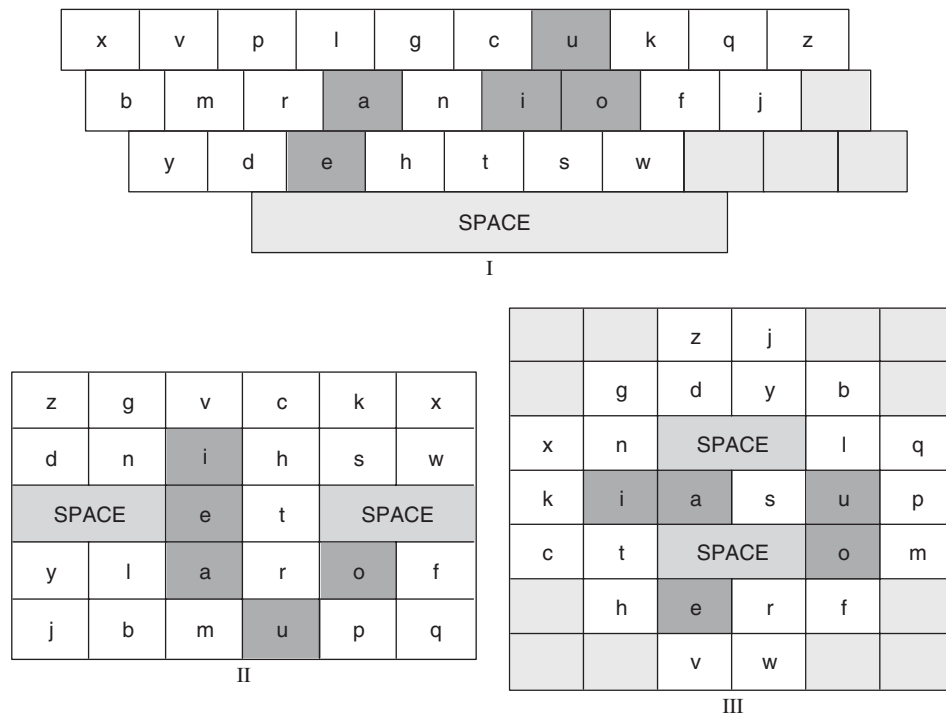 x v p l g c u k q z
b m r a n i o f j
y d e h t s w
SPACE
I
z g v c k x
d n i h s w
SPACE e t SPACE
y l a r o f
j b m u p q
II
z j
g d y b
x n SPACE l q
k i a s u p
c t SPACE o m
h e r f
v w
III